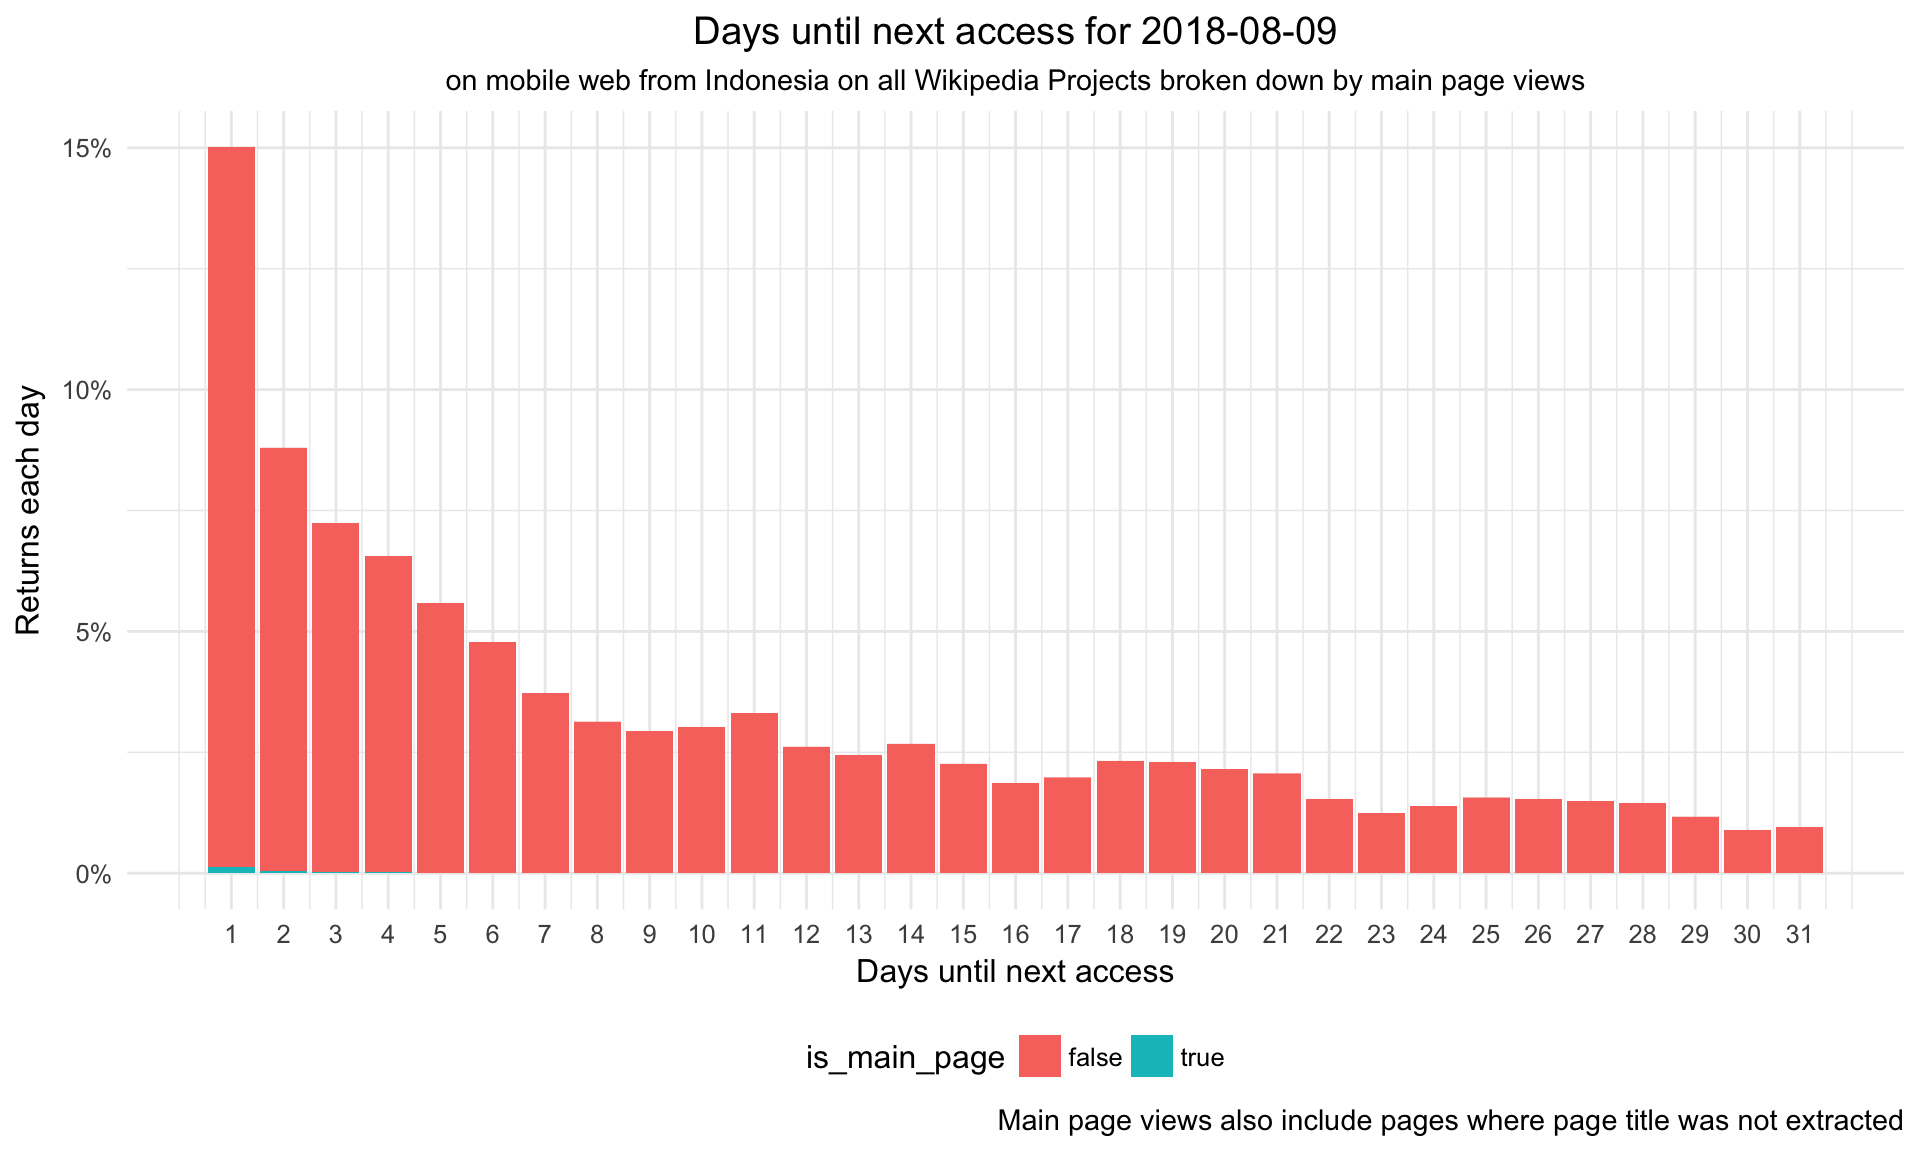 Days until next access for 2018-08-09
on mobile web from Indonesia on all Wikipedia Projects broken down by main page views
Returns each day
15%
10%
5%
0%
1 2 3 4 5 6 7 8 9 10 11 12 13 14 15 16 17 18 19 20 21 22 23 24 25 26 27 28 29 30 31
Days until next access
is_main_page false true
Main page views also include pages where page title was not extracted